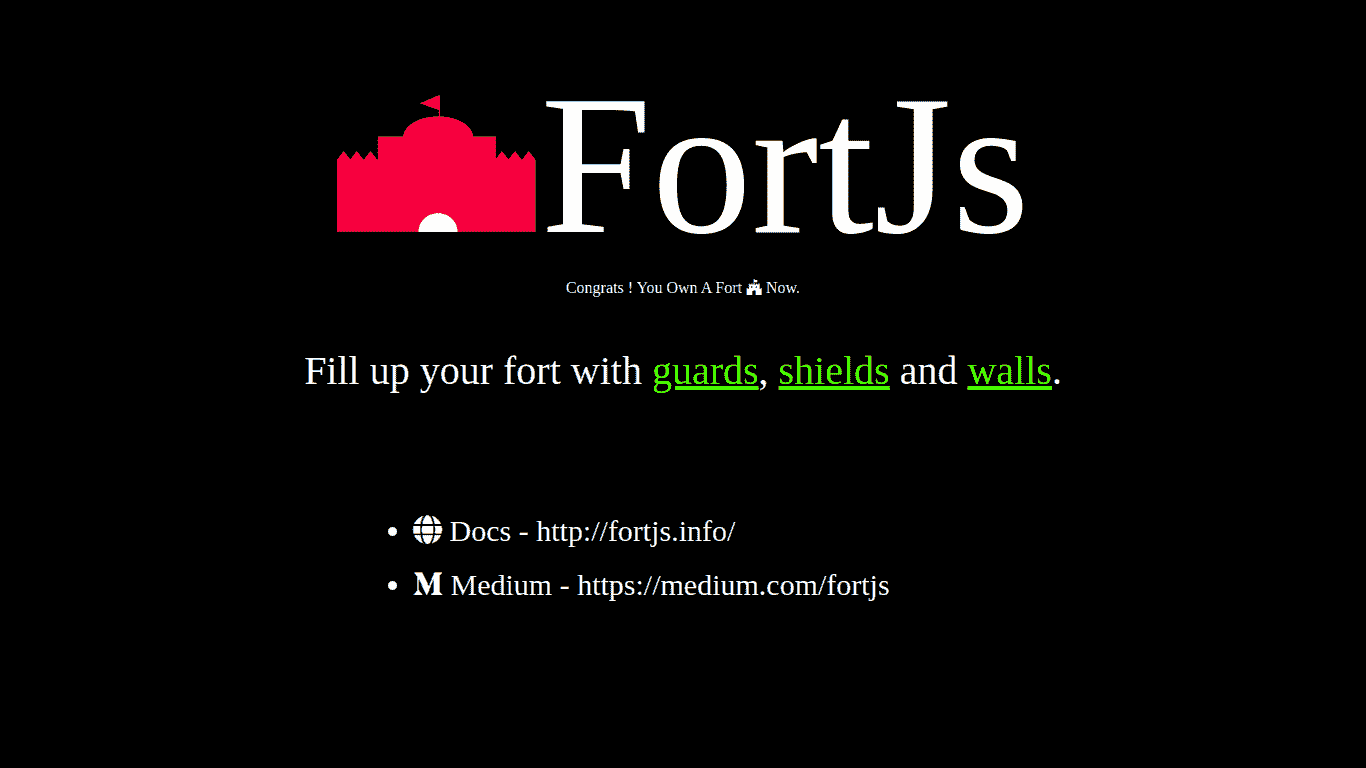 FortJs
Congrats ! You Own A Fort Now.
Fill up your fort with guards, shields and walls.
Docs - http://fortjs.info/
M Medium - https://medium.com/fortjs